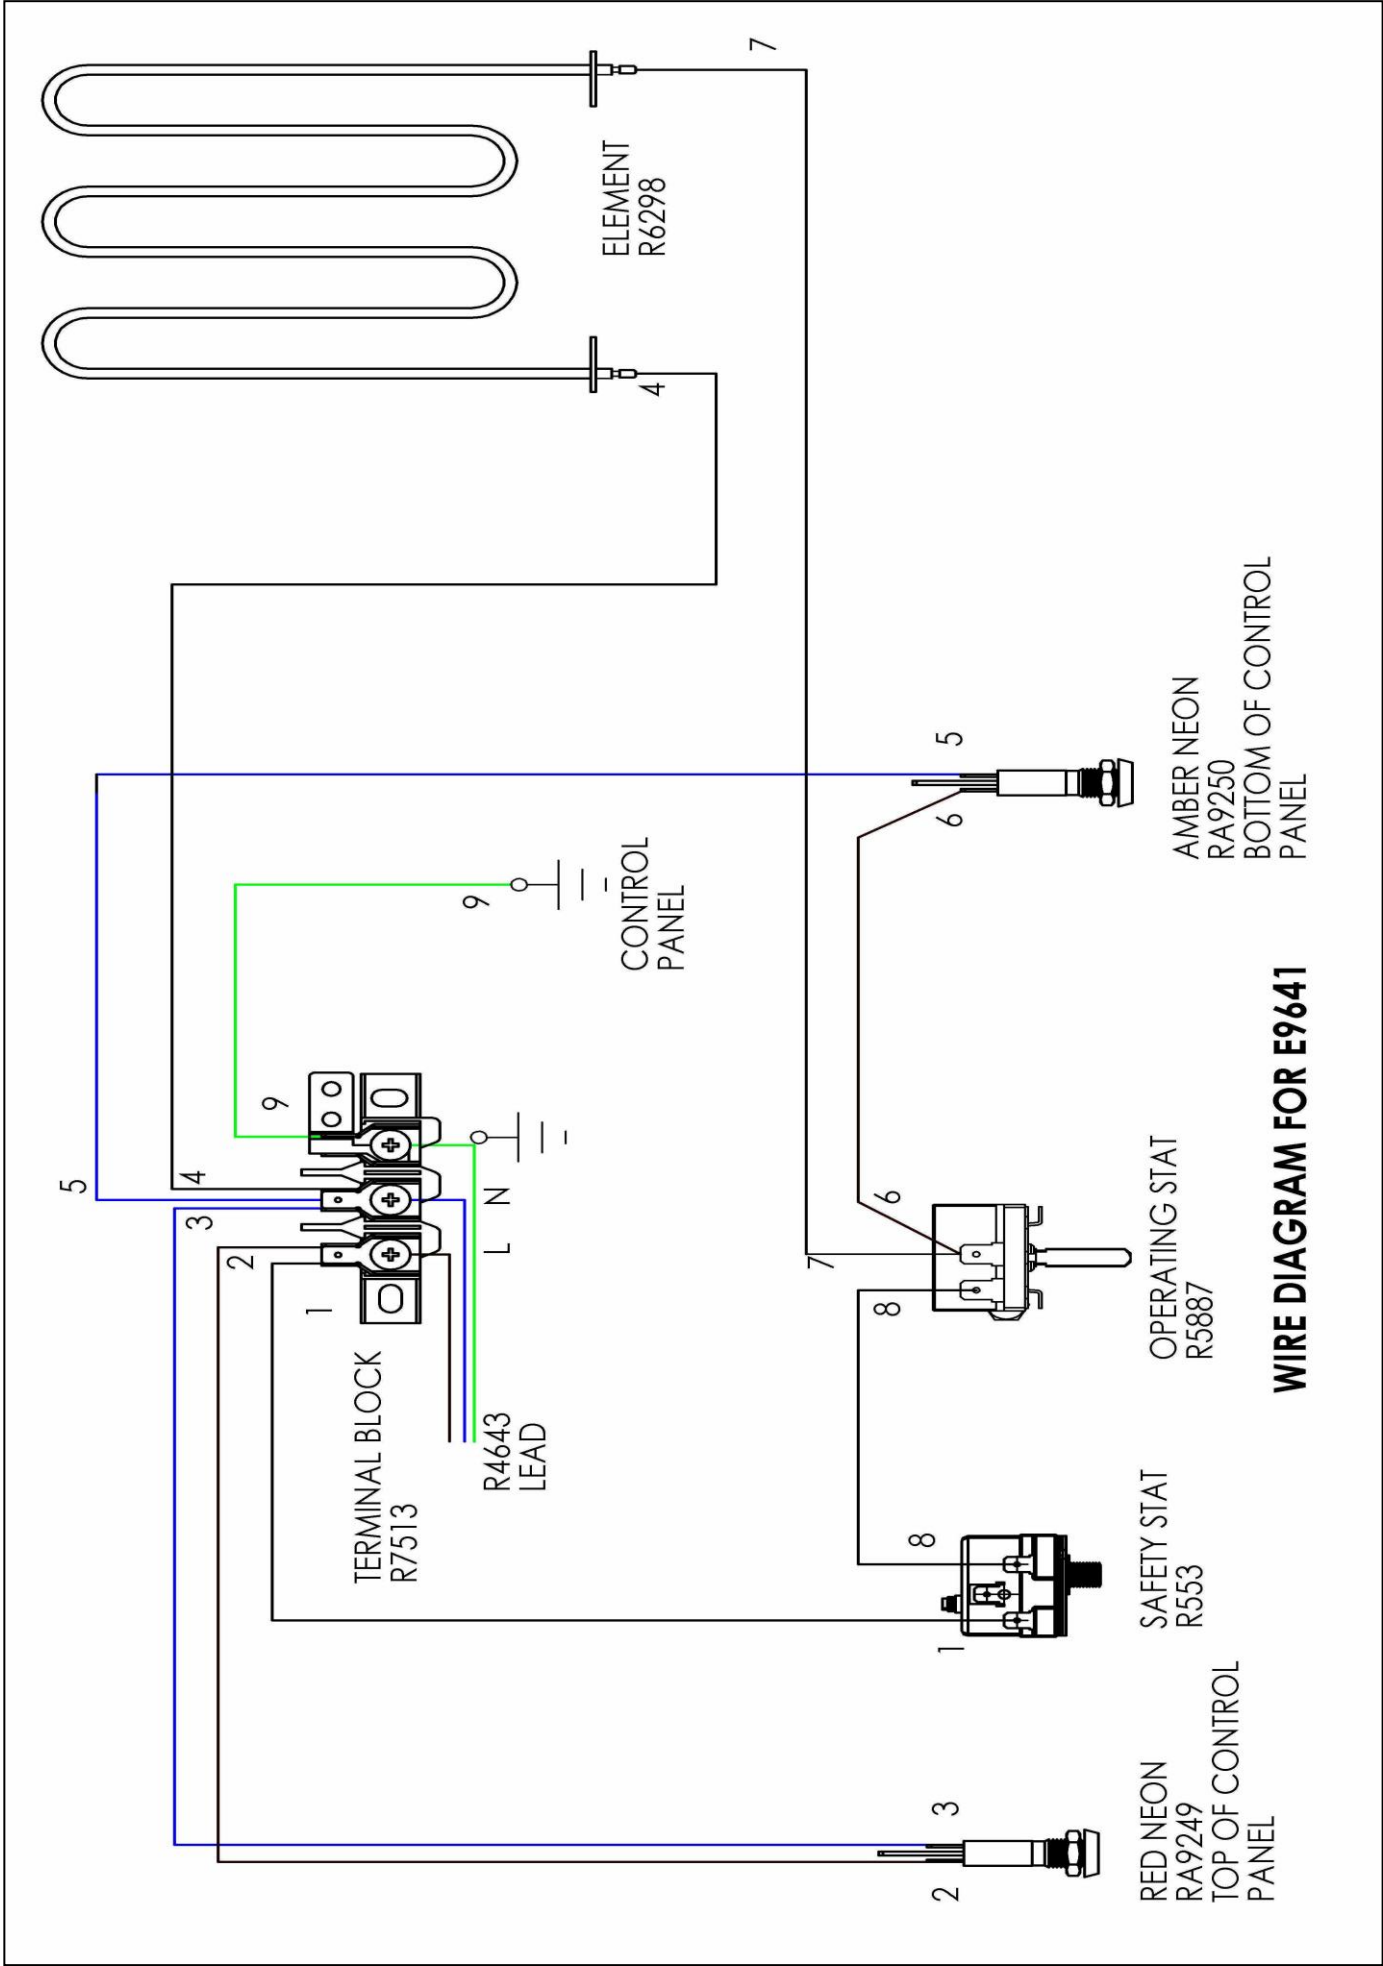 7
ELEMENT
R6298
4
5
3
4
2
9
1
TERMINAL BLOCK
R7513
L N
R4643
LEAD
9
CONTROL
PANEL
7
8
6
8
1
2
3
6
5
RED NEON
RA9249
TOP OF CONTROL
PANEL
SAFETY STAT
R553
OPERATING STAT
R5887
AMBER NEON
RA9250
BOTTOM OF CONTROL
PANEL
WIRE DIAGRAM FOR E9641